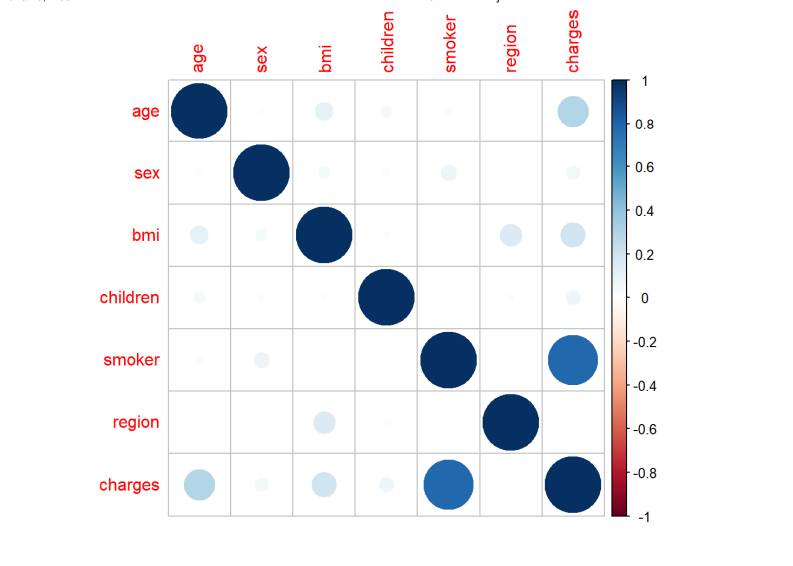 age
sex
bmi
children
smoker
region
charges
age
sex
bmi
children
smoker
region
charges
1
0.8
0.6
0.4
0.2
0
-0.2
-0.4
-0.6
-0.8
-1